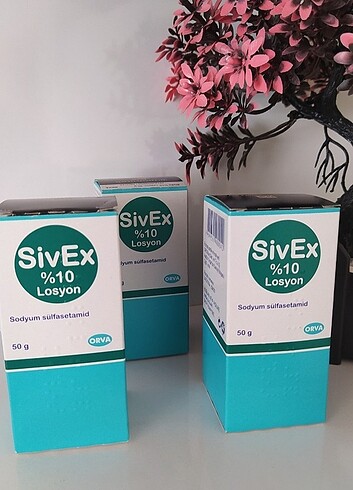 SivEx
%10
Losyon
Sodyum sülfasetamid
50 g
ORVA
SivEx
%10
Losyon
Sodyum sülfasetamid
ORVA
SivEx
%10
Losyon
Sodyum sülfasetamid
50 g
ORVA